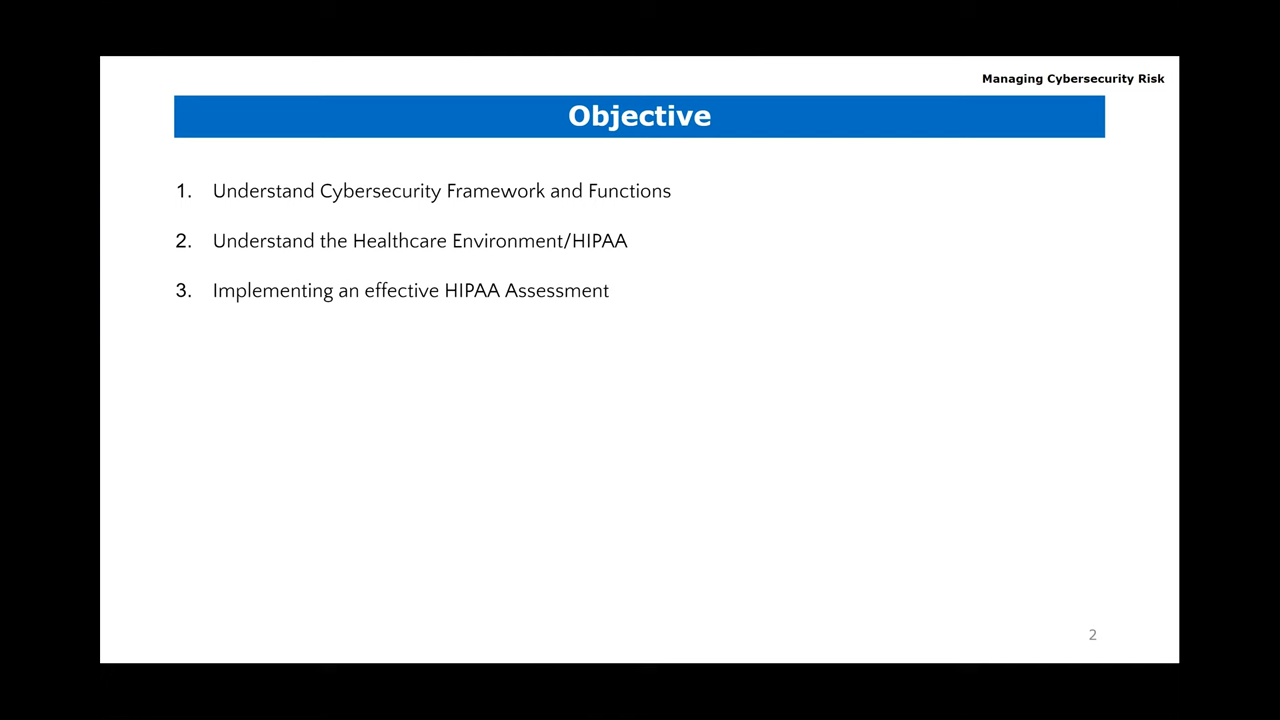 Managing Cybersecurity Risk
Objective
1. Understand Cybersecurity Framework and Functions
2. Understand the Healthcare Environment/HIPAA
3. Implementing an effective HIPAA Assessment
2